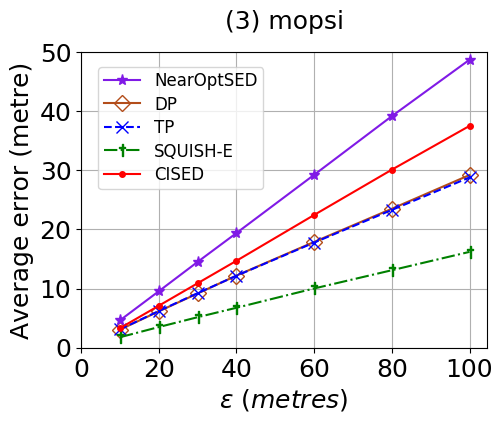 (3) mopsi
Average error (metre)
50
40
30
20
10
0
NearOptSED
DP
TP
SQUISH-E
CISED
0 20 40 60 80 100
ε (metres)